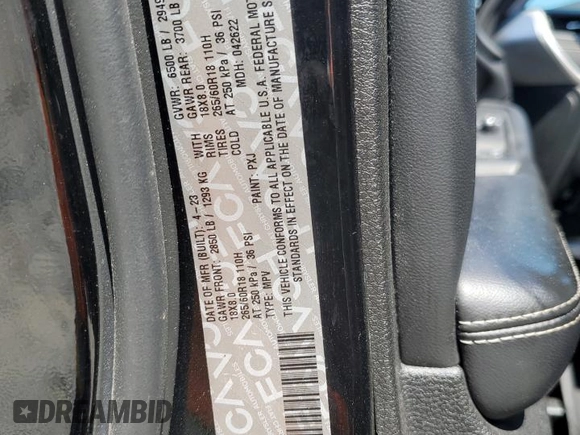 DATE OF MFR (BUILT): 4-23 GVWR: 6500 LB / 294
GAWR FRONT: 2850 LB / 1293 KG WITH GAWR REAR: 3700 LB
18X8.0 RIMS 18X8.0
265/60R18 110H TIRES 265/60R18 110H
AT 250 kPa / 36 PSI COLD AT 250 kPa / 36 PSI
TYPE: MPV PAINT: PXJ MDH: 042622
THIS VEHICLE CONFORMS TO ALL APPLICABLE U.S.A. FEDERAL MOT
STANDARDS IN EFFECT ON THE DATE OF MANUFACTURE S
DREAMBID